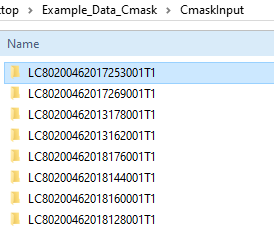 top > Example_Data_Cmask > CmaskInput
Name
LC80200462017253001T1
LC80200462017269001T1
LC80200462013178001T1
LC80200462013162001T1
LC80200462018176001T1
LC80200462018144001T1
LC80200462018160001T1
LC80200462018128001T1